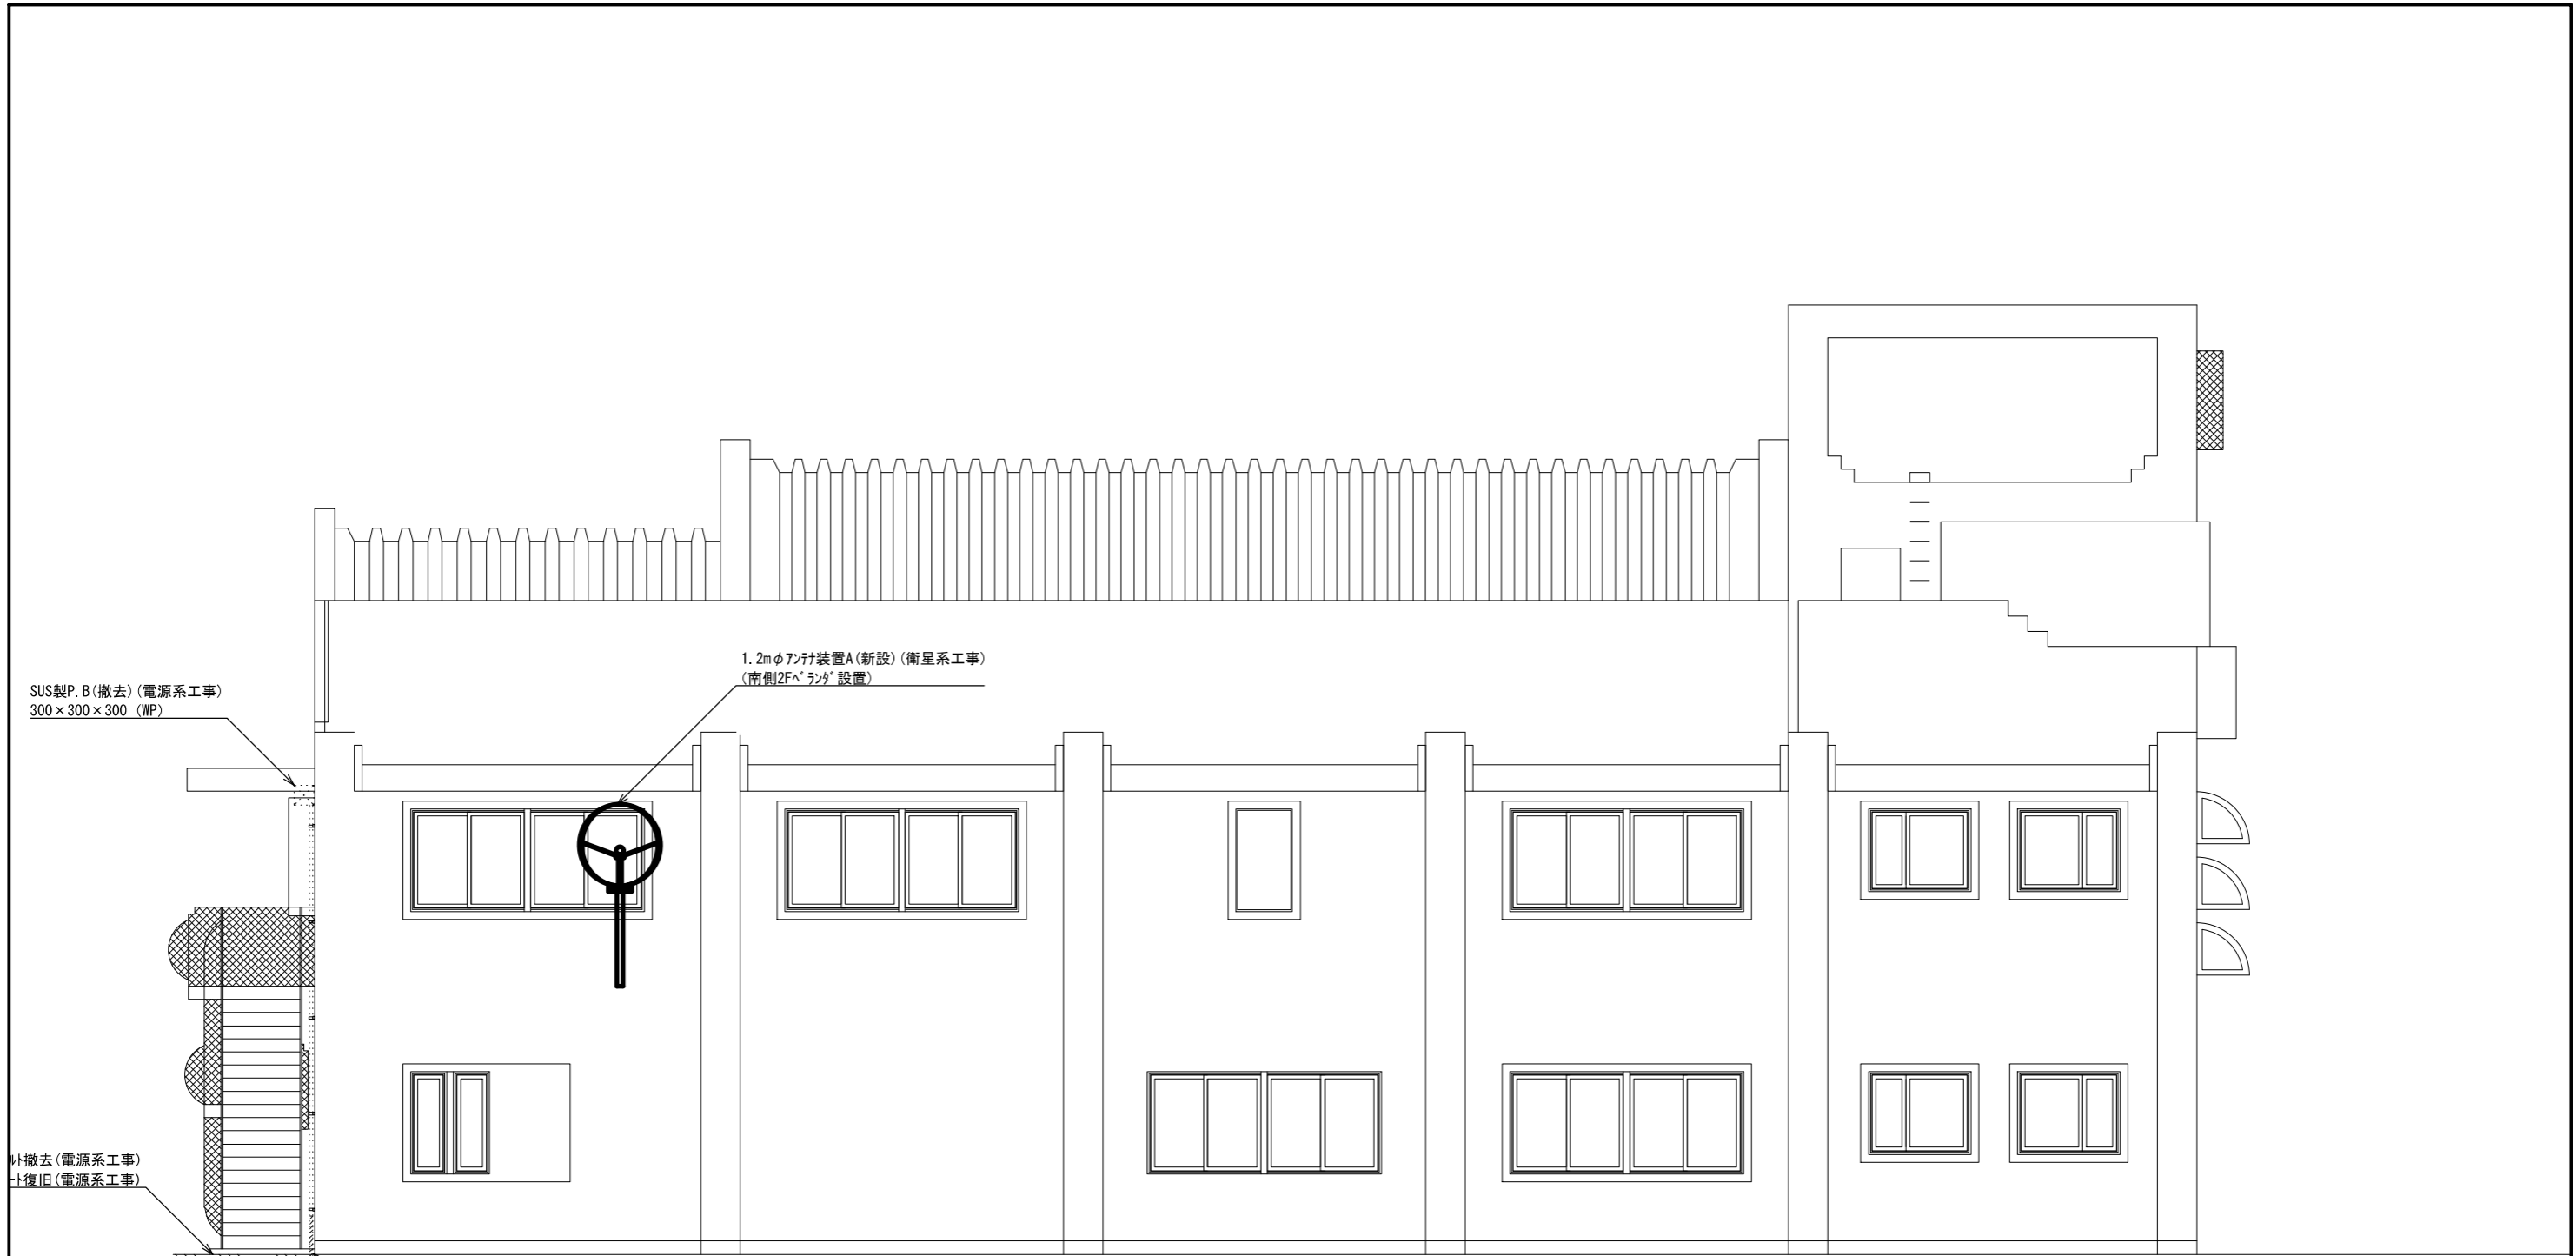 1.2mφｱﾝﾃﾅ装置A(新設)(衛星系工事)
(南側2Fﾍﾞﾗﾝﾀﾞ設置)
SUS製P.B(撤去)(電源系工事)
300×300×300 (WP)
ﾙﾄ撤去(電源系工事)
ｰﾄ復旧(電源系工事)